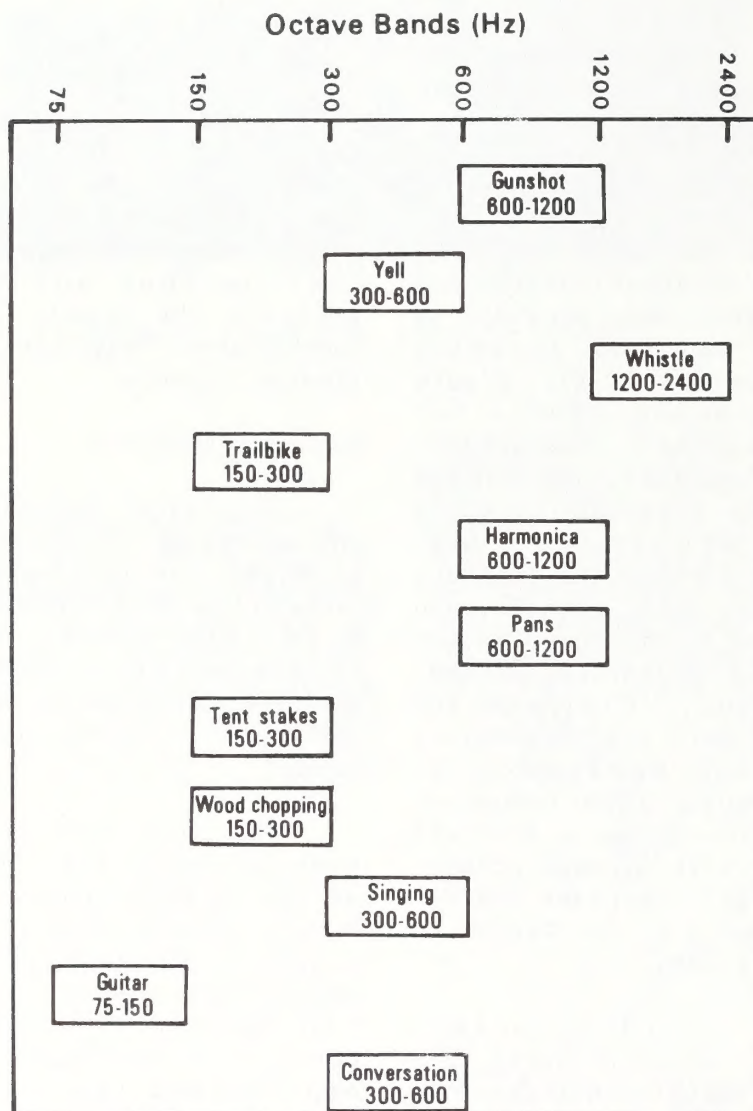 Octave Bands (Hz)
75 150 300 600 1200 2400
Gunshot
600-1200
Yell
300-600
Whistle
1200-2400
Trailbike
150-300
Harmonica
600-1200
Pans
600-1200
Tent stakes
150-300
Wood chopping
150-300
Singing
300-600
Guitar
75-150
Conversation
300-600